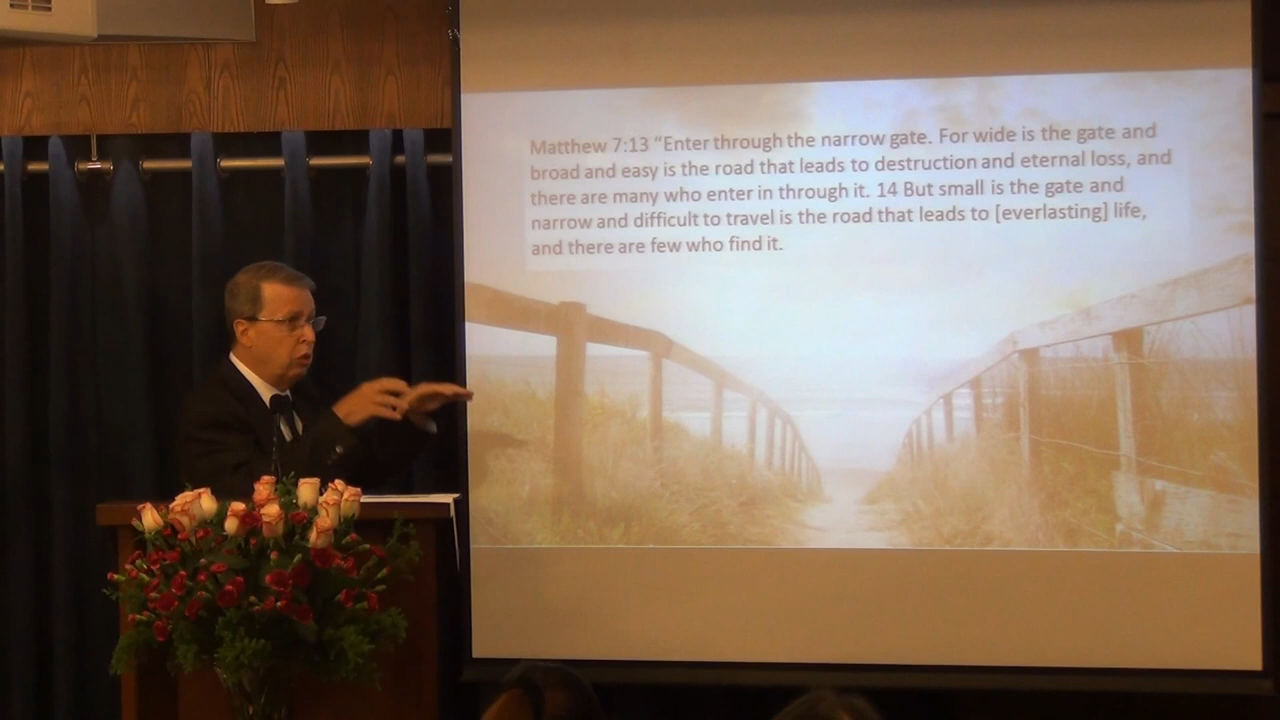 Matthew 7:13 “Enter through the narrow gate. For wide is the gate and
broad and easy is the road that leads to destruction and eternal loss, and
there are many who enter in through it. 14 But small is the gate and
narrow and difficult to travel is the road that leads to [everlasting] life,
and there are few who find it.